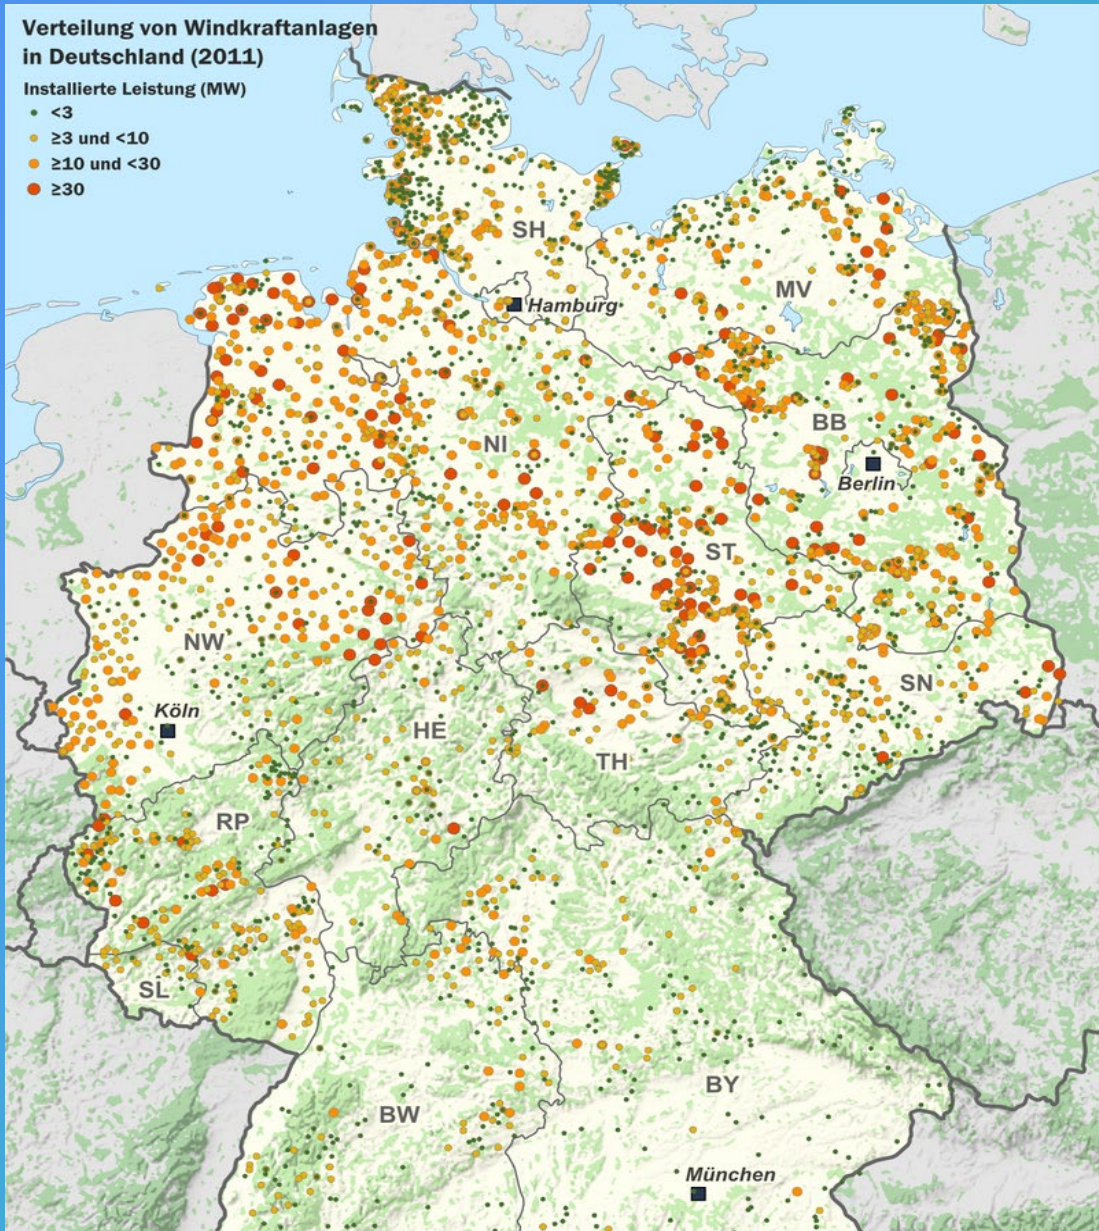 Verteilung von Windkraftanlagen
in Deutschland (2011)
Installierte Leistung (MW)
<3
≥3 und <10
≥10 und <30
≥30
SH
Hamburg
MV
NI
BB
Berlin
ST
NW
Köln
HE
TH
SN
RP
SL
BW
BY
München